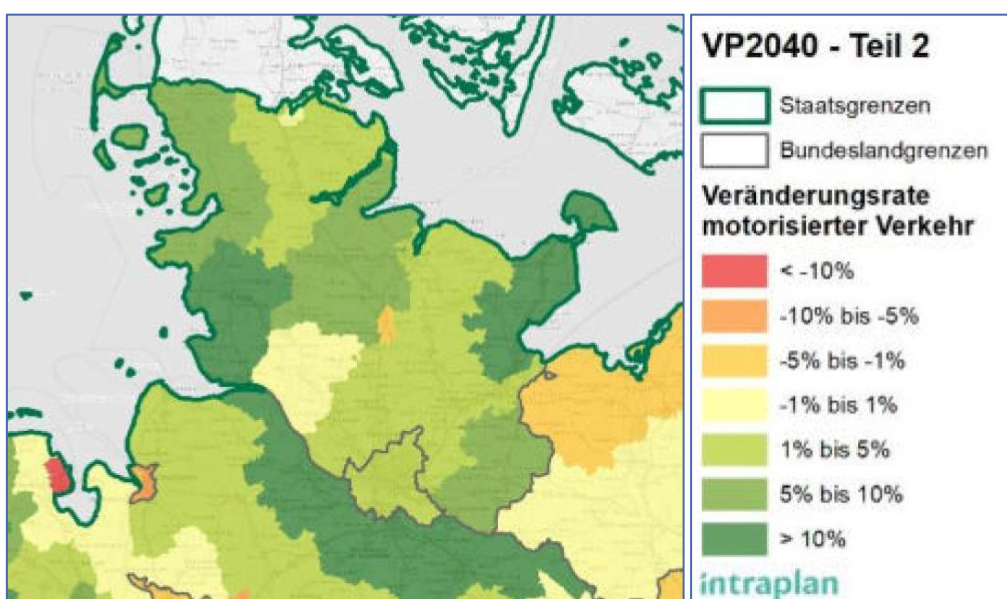 VP2040 - Teil 2
Staatsgrenzen
Bundeslandgrenzen
Veränderungsrate
motorisierter Verkehr
< -10%
-10% bis -5%
-5% bis -1%
-1% bis 1%
1% bis 5%
5% bis 10%
> 10%
intraplan